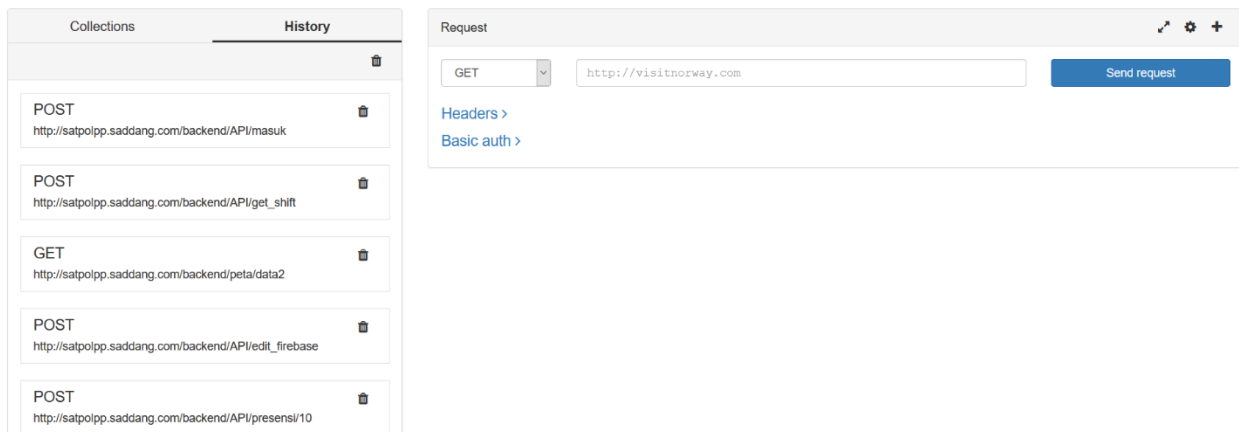 Collections
History
POST
http://satpolpp.saddang.com/backend/API/masuk
POST
http://satpolpp.saddang.com/backend/API/get_shift
GET
http://satpolpp.saddang.com/backend/peta/data2
POST
http://satpolpp.saddang.com/backend/API/edit_firebase
POST
http://satpolpp.saddang.com/backend/API/presensi/10
Request
GET
http://visitnorway.com
Send request
Headers >
Basic auth >